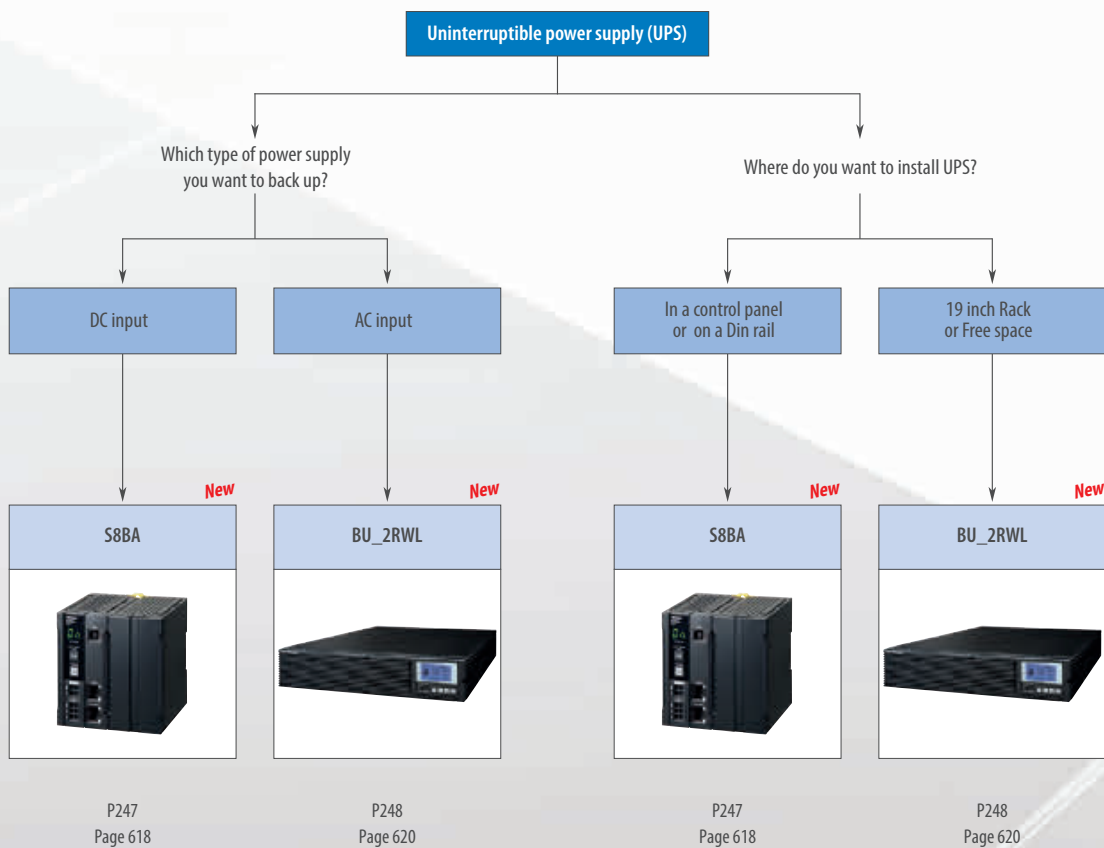 Uninterruptible power supply (UPS)
Which type of power supply
you want to back up?
Where do you want to install UPS?
DC input
AC input
In a control panel
or on a Din rail
19 inch Rack
or Free space
New
New
New
New
S8BA
BU_2RWL
S8BA
BU_2RWL
P247
Page 618
P248
Page 620
P247
Page 618
P248
Page 620